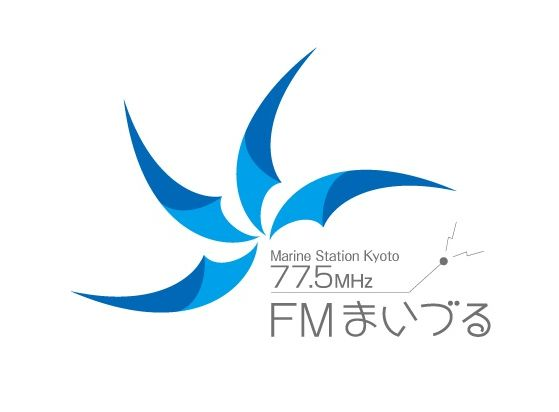 Marine Station Kyoto
77.5MHz
FMまいづる